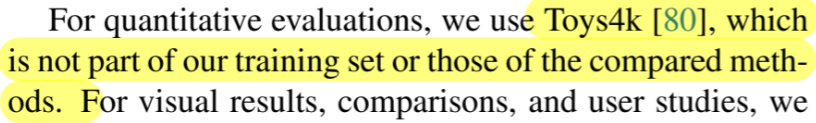 For quantitative evaluations, we use Toys4k [80], which
is not part of our training set or those of the compared meth-
ods. For visual results, comparisons, and user studies, we